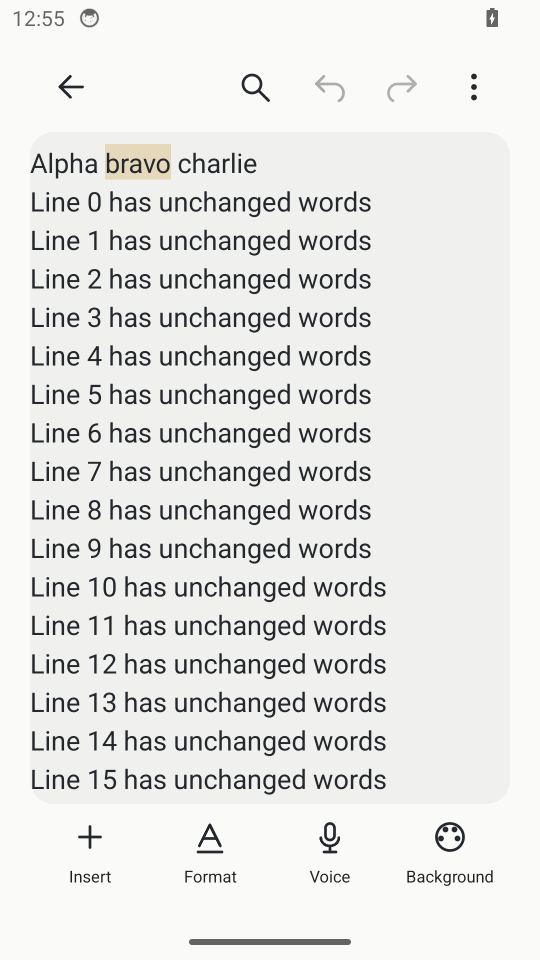 12:55
Alpha bravo charlie
Line 0 has unchanged words
Line 1 has unchanged words
Line 2 has unchanged words
Line 3 has unchanged words
Line 4 has unchanged words
Line 5 has unchanged words
Line 6 has unchanged words
Line 7 has unchanged words
Line 8 has unchanged words
Line 9 has unchanged words
Line 10 has unchanged words
Line 11 has unchanged words
Line 12 has unchanged words
Line 13 has unchanged words
Line 14 has unchanged words
Line 15 has unchanged words
Insert Format Voice Background